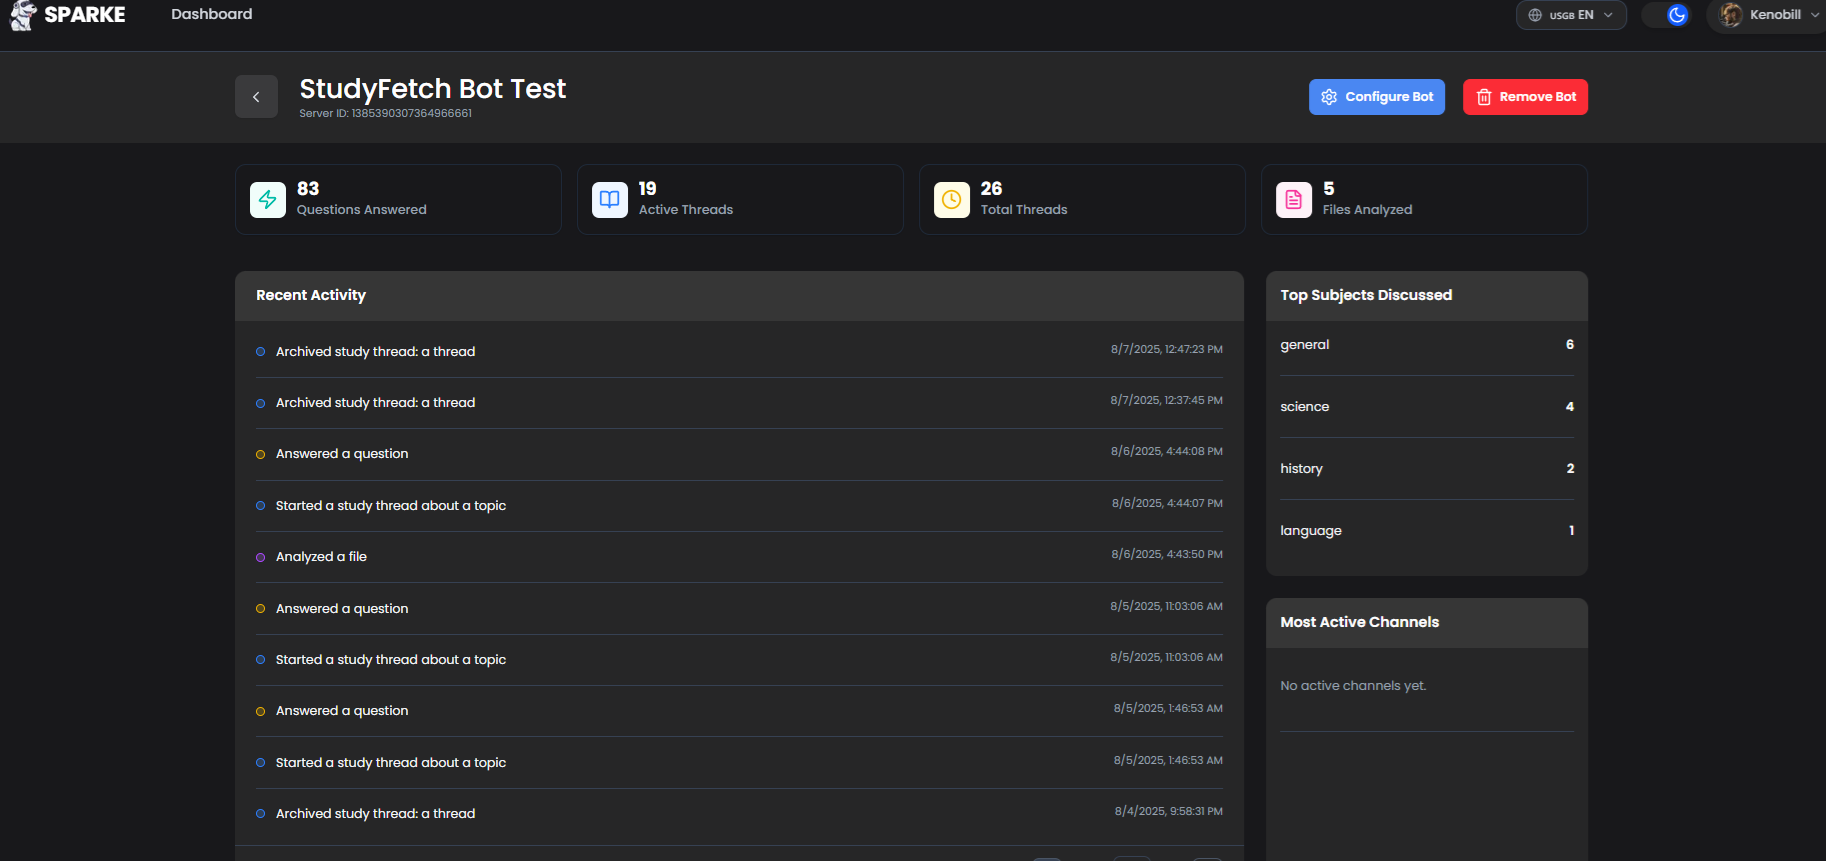 SPARKE
Dashboard
USGB EN
Kenobill
StudyFetch Bot Test
Server ID: 1385390307364966661
Configure Bot
Remove Bot
83
Questions Answered
19
Active Threads
26
Total Threads
5
Files Analyzed
Recent Activity
Archived study thread: a thread 8/7/2025, 12:47:23 PM
Archived study thread: a thread 8/7/2025, 12:37:45 PM
Answered a question 8/6/2025, 4:44:08 PM
Started a study thread about a topic 8/6/2025, 4:44:07 PM
Analyzed a file 8/6/2025, 4:43:50 PM
Answered a question 8/5/2025, 11:03:06 AM
Started a study thread about a topic 8/5/2025, 11:03:06 AM
Answered a question 8/5/2025, 1:46:53 AM
Started a study thread about a topic 8/5/2025, 1:46:53 AM
Archived study thread: a thread 8/4/2025, 9:58:31 PM
Top Subjects Discussed
general 6
science 4
history 2
language 1
Most Active Channels
No active channels yet.